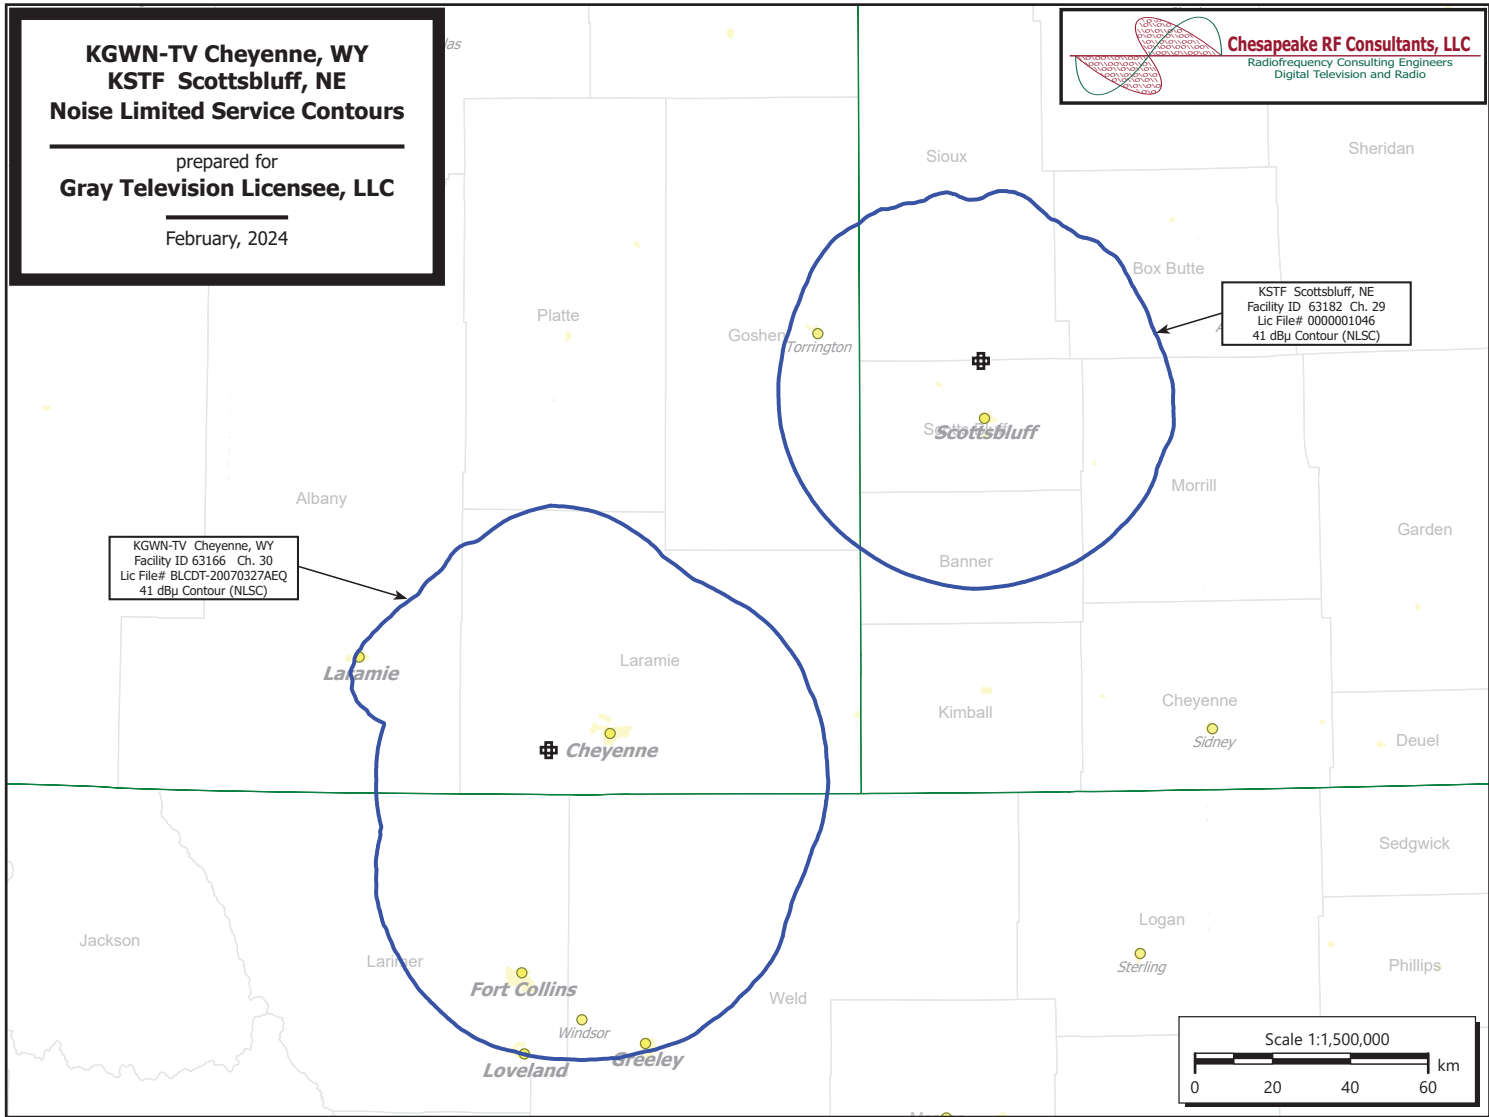 KGWN-TV Cheyenne, WY
KSTF Scottsbluff, NE
Noise Limited Service Contours
prepared for
Gray Television Licensee, LLC
February, 2024
Chesapeake RF Consultants, LLC
Radiofrequency Consulting Engineers
Digital Television and Radio
Sioux
Sheridan
Box Butte
KSTF Scottsbluff, NE
Facility ID 63182 Ch. 29
Lic File# 0000001046
41 dBµ Contour (NLSC)
Platte
Goshen
Torrington
Scottsbluff
Morrill
Albany
Garden
Banner
KGWN-TV Cheyenne, WY
Facility ID 63166 Ch. 30
Lic File# BLCDT-20070327AEQ
41 dBµ Contour (NLSC)
Laramie
Laramie
Kimball
Cheyenne
Sidney
Deuel
Cheyenne
Sedgwick
Logan
Jackson
Larimer
Sterling
Phillips
Fort Collins
Weld
Windsor
Greeley
Loveland
Scale 1:1,500,000
km
0 20 40 60